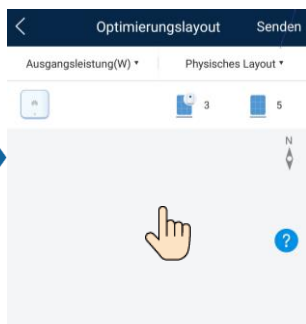 Optimierungslayout Senden
Ausgangsleistung(W) Physisches Layout
3 5
N
?